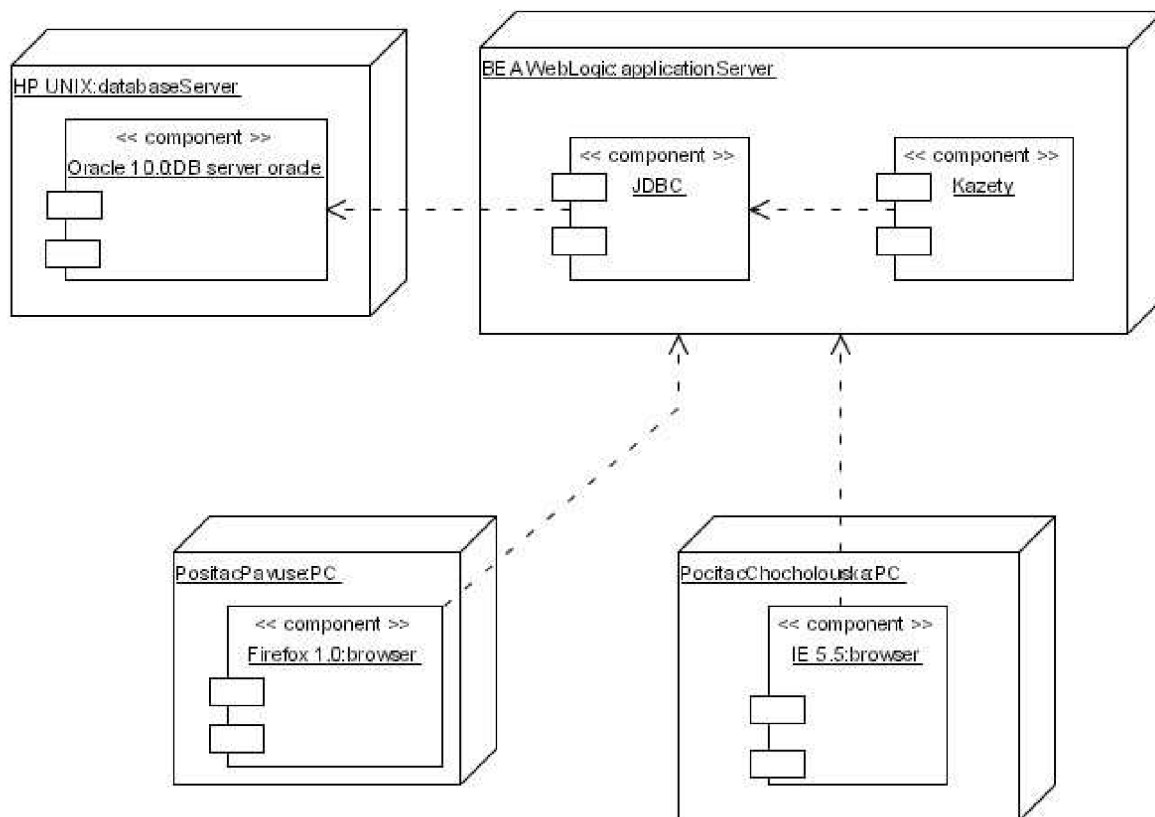 HP UNIX:databaseServer
<< component >>
Oracle 10.0:DB server oracle
BEA WebLogic:applicationServer
<< component >>
JDBC
<< component >>
Kazety
PositacPavuse:PC
<< component >>
Firefox 1.0:browser
PocitacChocholouska:PC
<< component >>
IE 5.5:browser